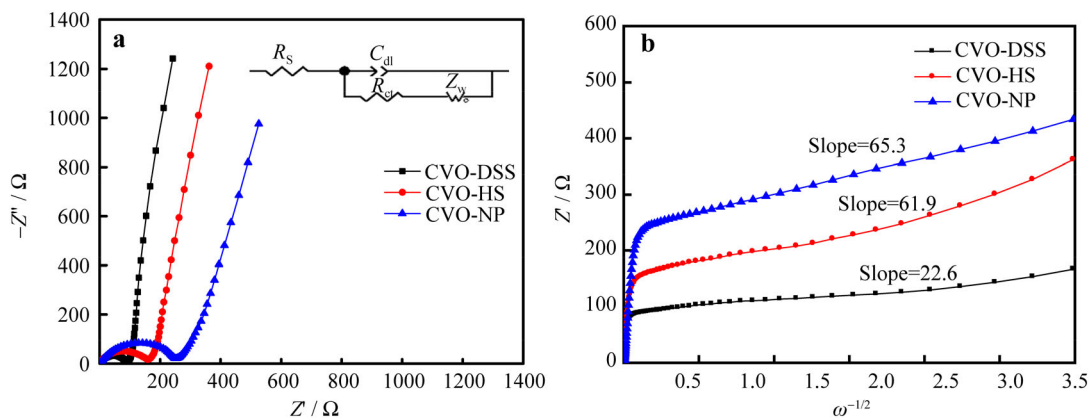 a
−Z'' / Ω
1400
1200
1000
800
600
400
200
0
R_S
C_dl
R_ct
Z_w
CVO-DSS
CVO-HS
CVO-NP
200
400
600
800
1000
1200
1400
Z' / Ω
b
Z' / Ω
600
500
400
300
200
100
0
CVO-DSS
CVO-HS
CVO-NP
Slope=65.3
Slope=61.9
Slope=22.6
0.5
1.0
1.5
2.0
2.5
3.0
3.5
ω^{−1/2}